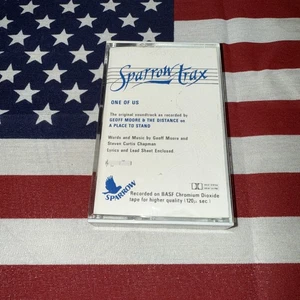 Sparrow Trax
ONE OF US
The original soundtrack as recorded by
GEOFF MOORE & THE DISTANCE on
A PLACE TO STAND
Words and Music by Geoff Moore and
Steven Curtis Chapman
Lyrics and Lead Sheet Enclosed.
SPARROW
Recorded on BASF Chromium Dioxide
tape for higher quality (120µ sec.)